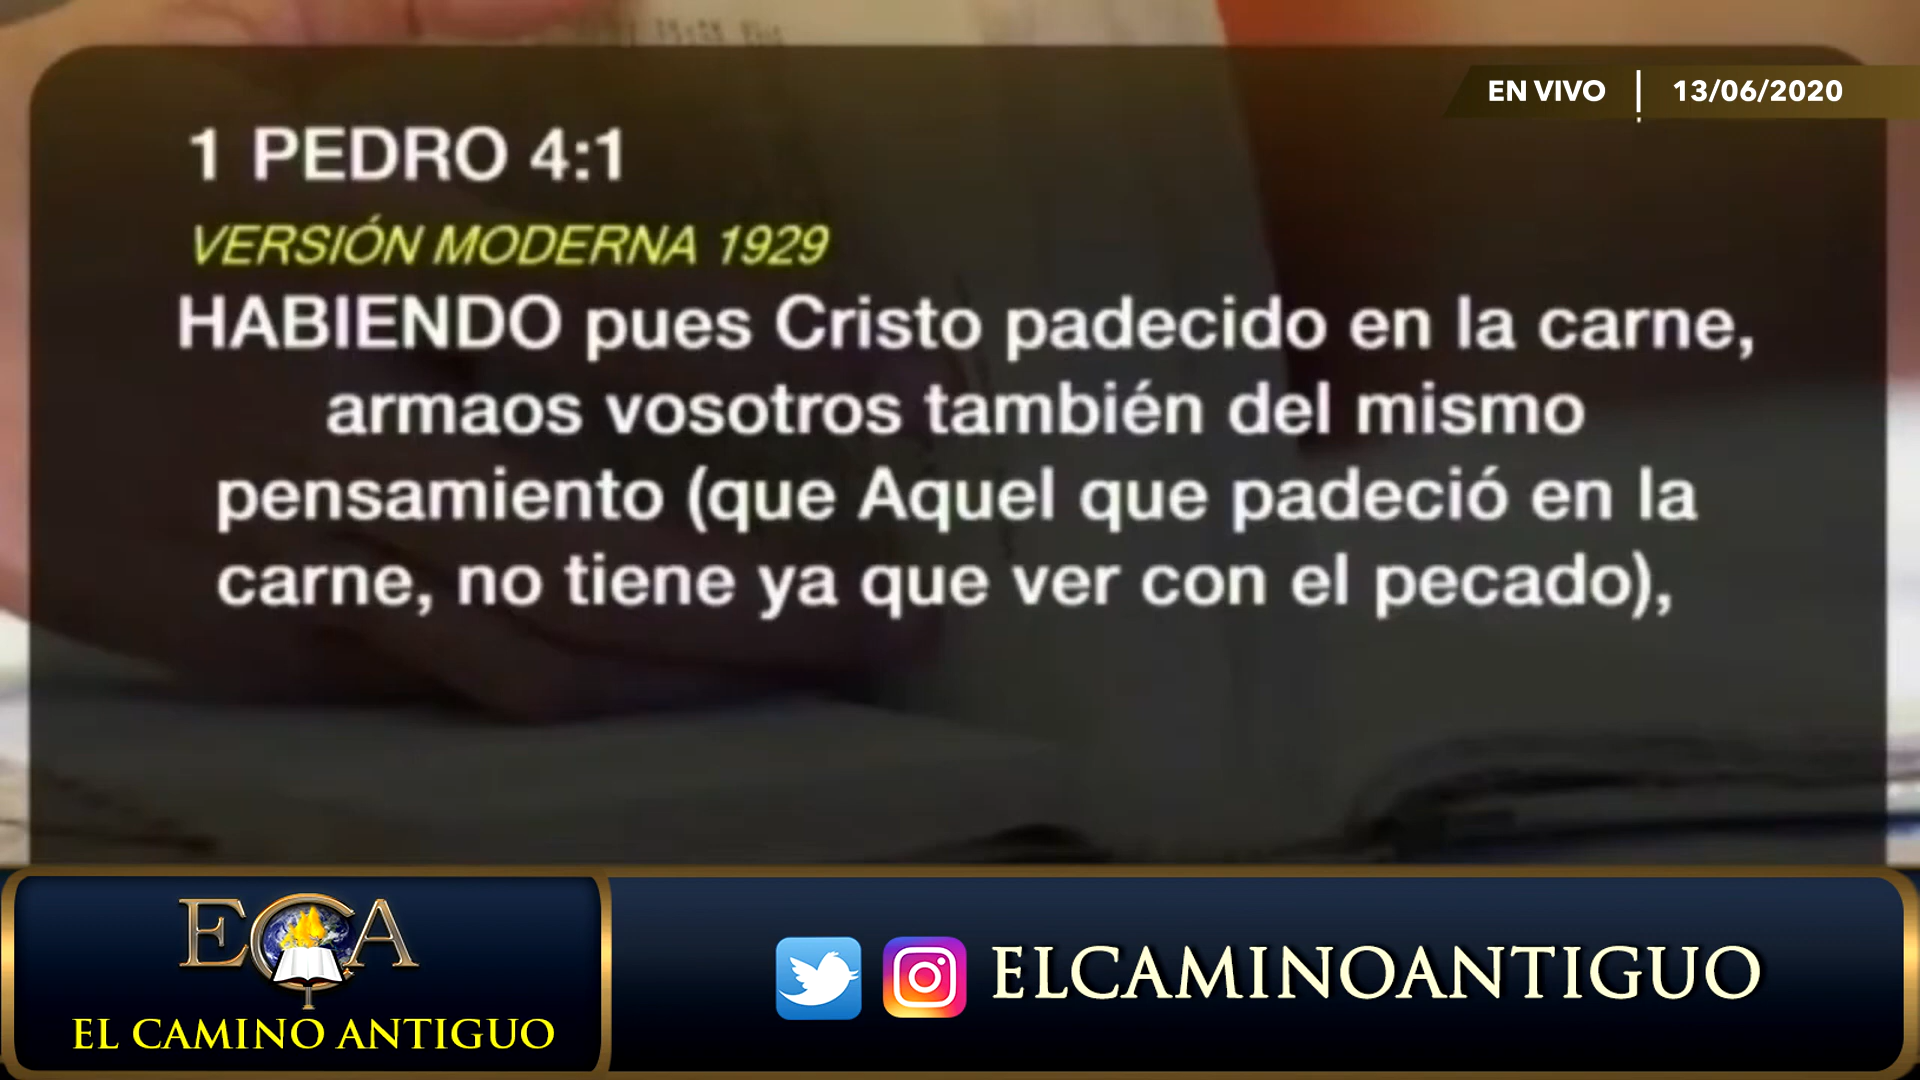 EN VIVO | 13/06/2020
1 PEDRO 4:1
VERSIÓN MODERNA 1929
HABIENDO pues Cristo padecido en la carne,
armaos vosotros también del mismo
pensamiento (que Aquel que padeció en la
carne, no tiene ya que ver con el pecado),
ECA
EL CAMINO ANTIGUO
ELCAMINOANTIGUO